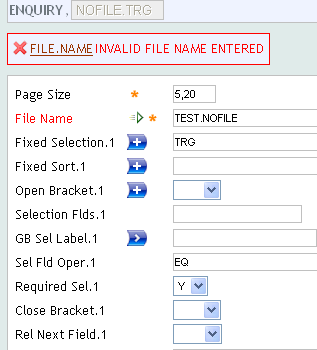 ENQUIRY , NOFILE,TRG
FILE.NAME INVALID FILE NAME ENTERED
Page Size * 5,20
File Name * TEST.NOFILE
Fixed Selection.1 TRG
Fixed Sort.1
Open Bracket.1
Selection Flds.1
GB Sel Label.1
Sel Fld Oper.1 EQ
Required Sel.1 Y
Close Bracket.1
Rel Next Field.1